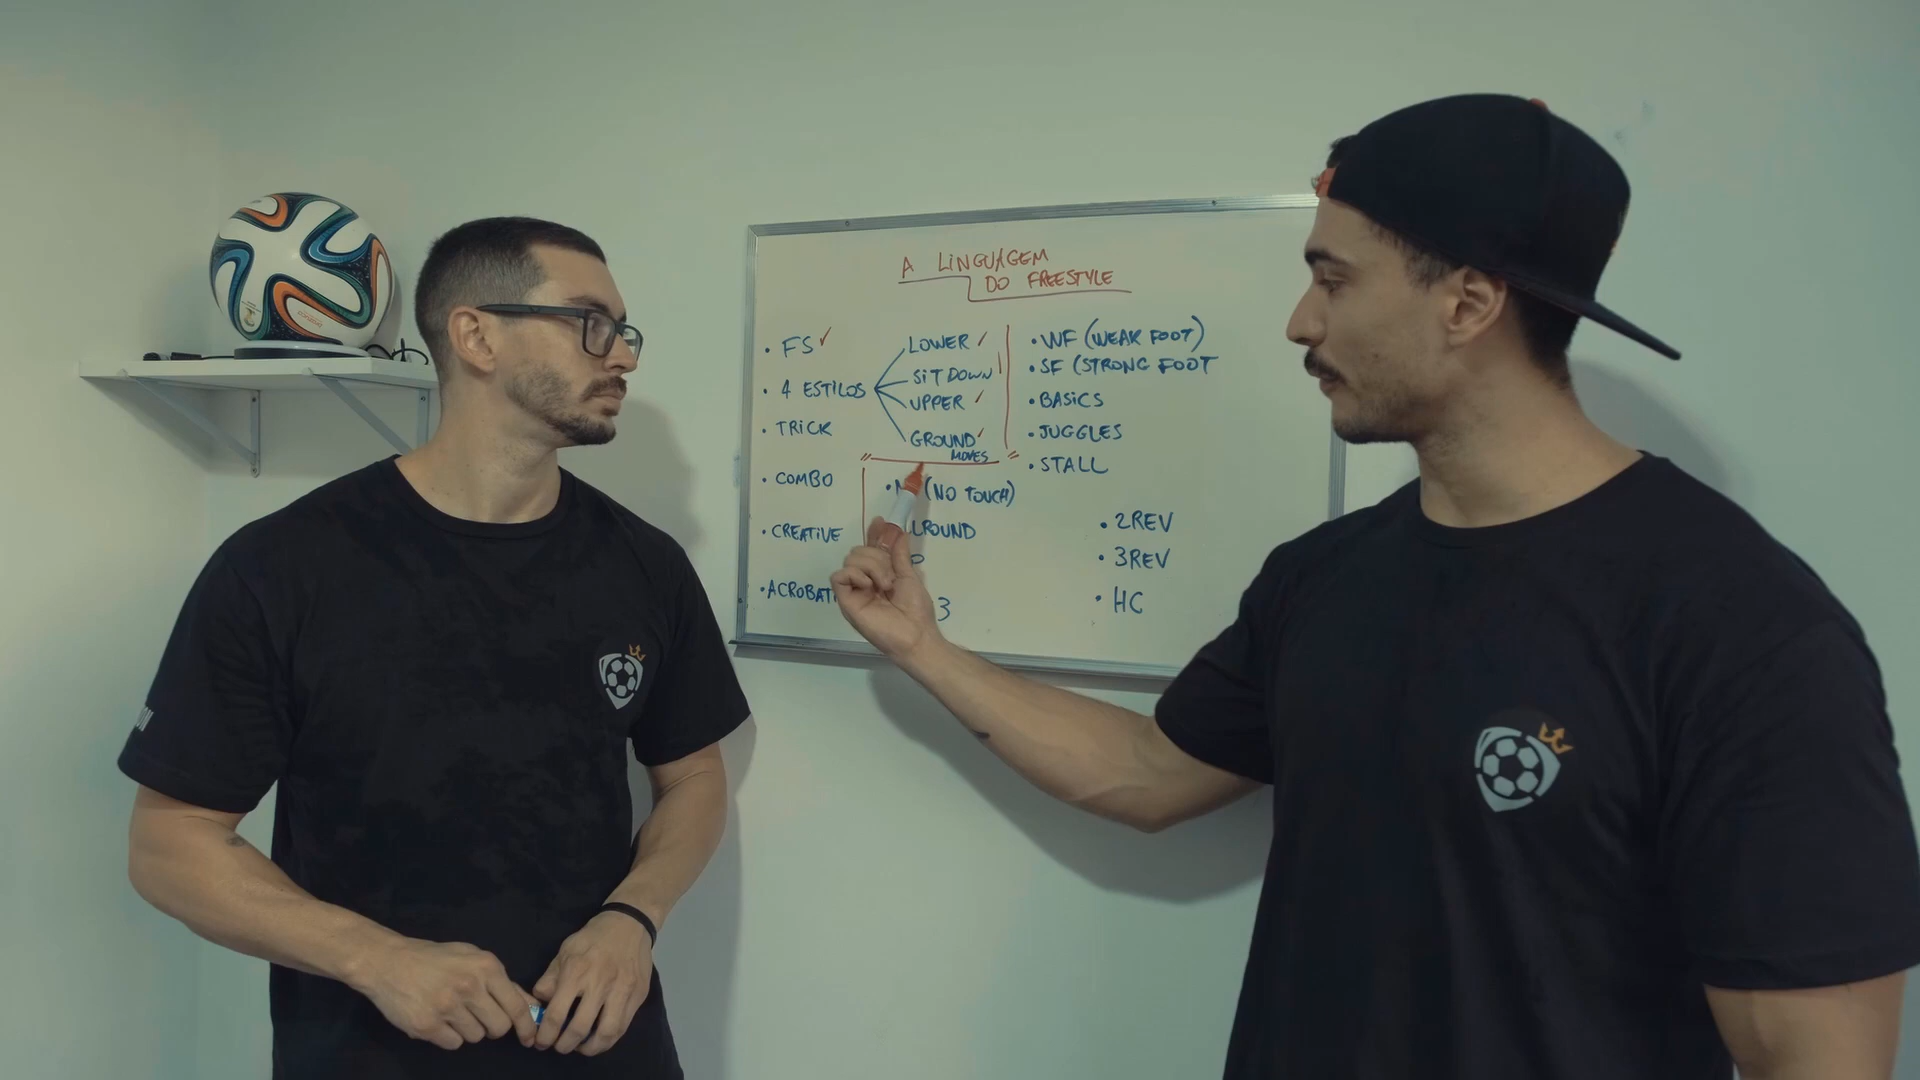 A LINGUAGEM
DO FREESTYLE
• FS
• 4 ESTILOS
• TRICK
• COMBO
• CREATIVE
LOWER
SIT DOWN
UPPER
GROUND
MOVES
(NO TOUCH)
3
• WF (WEAK FOOT)
• SF (STRONG FOOT
• BASICS
• JUGGLES
• STALL
• 2REV
• 3REV
• HC